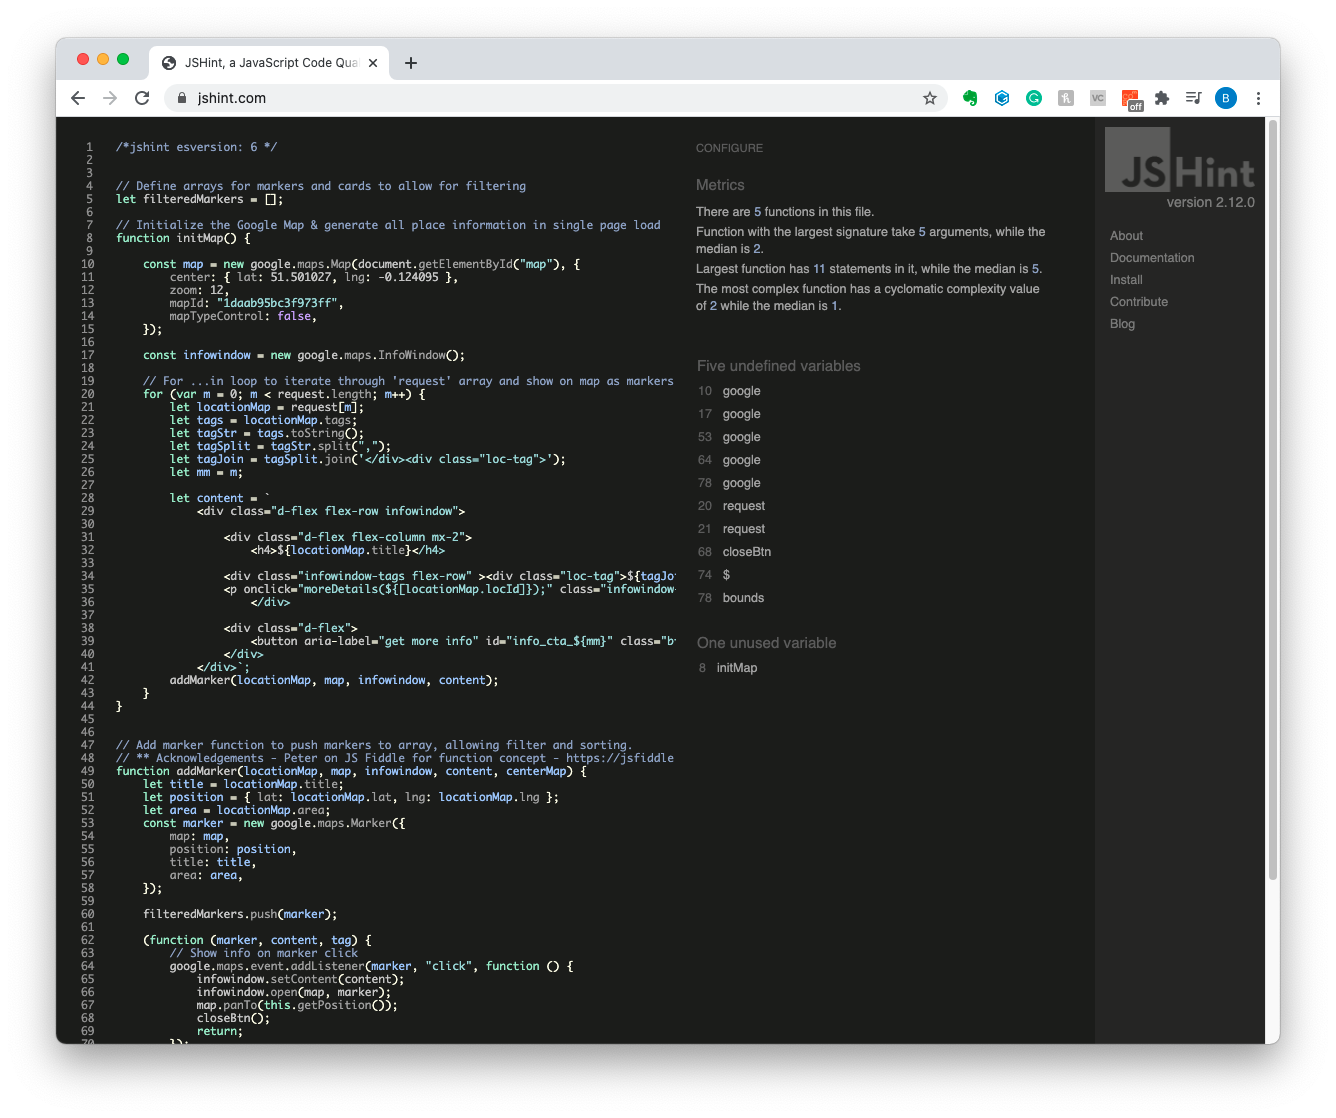 JSHint, a JavaScript Code Qua
jshint.com
VC
off
B
1 /*jshint esversion: 6 */
2
3
4 // Define arrays for markers and cards to allow for filtering
5 let filteredMarkers = [];
6
7 // Initialize the Google Map & generate all place information in single page load
8 function initMap() {
9
10 const map = new google.maps.Map(document.getElementById("map"), {
11 center: { lat: 51.501027, lng: -0.124095 },
12 zoom: 12,
13 mapId: "1daab95bc3f973ff",
14 mapTypeControl: false,
15 });
16
17 const infowindow = new google.maps.InfoWindow();
18
19 // For ...in loop to iterate through 'request' array and show on map as markers
20 for (var m = 0; m < request.length; m++) {
21 let locationMap = request[m];
22 let tags = locationMap.tags;
23 let tagStr = tags.toString();
24 let tagSplit = tagStr.split(",");
25 let tagJoin = tagSplit.join('</div><div class="loc-tag">');
26 let mm = m;
27
28 let content = `
29 <div class="d-flex flex-row infowindow">
30
31 <div class="d-flex flex-column mx-2">
32 <h4>${locationMap.title}</h4>
33
34 <div class="infowindow-tags flex-row" ><div class="loc-tag">${tagJo
35 <p onclick="moreDetails(${[locationMap.locId]});" class="infowindow-
36 </div>
37
38 <div class="d-flex">
39 <button aria-label="get more info" id="info_cta_${mm}" class="b
40 </div>
41 </div>`;
42 addMarker(locationMap, map, infowindow, content);
43 }
44 }
45
46
47 // Add marker function to push markers to array, allowing filter and sorting.
48 // ** Acknowledgements - Peter on JS Fiddle for function concept - https://jsfiddle
49 function addMarker(locationMap, map, infowindow, content, centerMap) {
50 let title = locationMap.title;
51 let position = { lat: locationMap.lat, lng: locationMap.lng };
52 let area = locationMap.area;
53 const marker = new google.maps.Marker({
54 map: map,
55 position: position,
56 title: title,
57 area: area,
58 });
59
60 filteredMarkers.push(marker);
61
62 (function (marker, content, tag) {
63 // Show info on marker click
64 google.maps.event.addListener(marker, "click", function () {
65 infowindow.setContent(content);
66 infowindow.open(map, marker);
67 map.panTo(this.getPosition());
68 closeBtn();
69 return;
70 });
CONFIGURE
Metrics
There are 5 functions in this file.
Function with the largest signature take 5 arguments, while the
median is 2.
Largest function has 11 statements in it, while the median is 5.
The most complex function has a cyclomatic complexity value
of 2 while the median is 1.
Five undefined variables
10 google
17 google
53 google
64 google
78 google
20 request
21 request
68 closeBtn
74 $
78 bounds
One unused variable
8 initMap
JSHint
version 2.12.0
About
Documentation
Install
Contribute
Blog